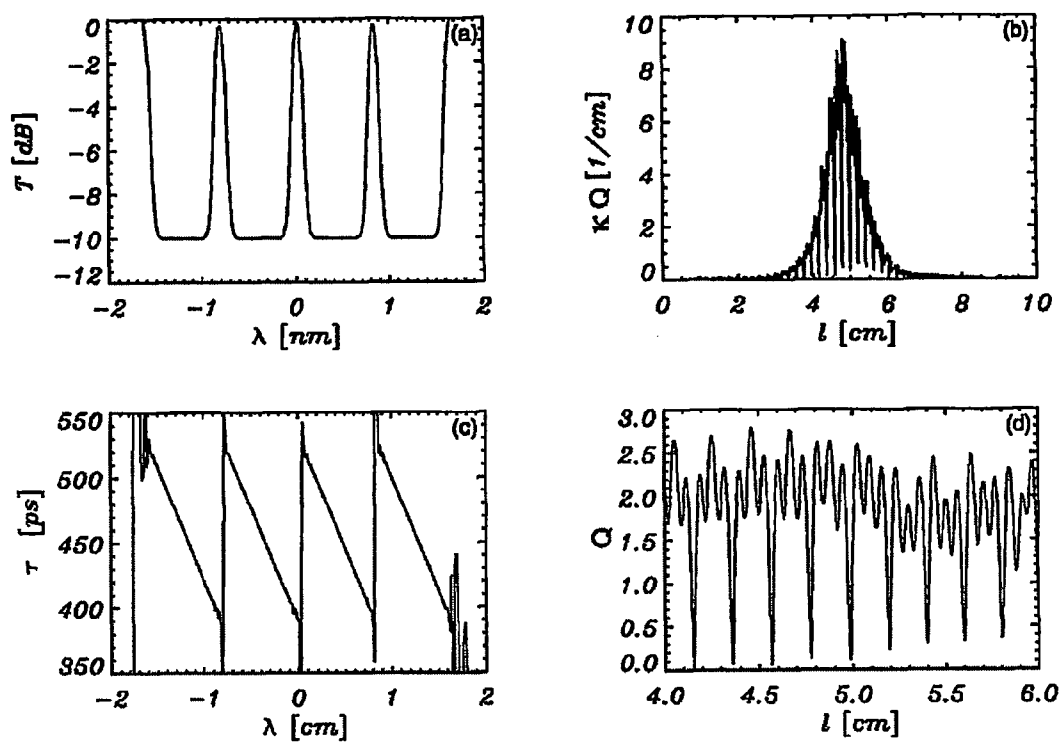 (a)
0
−2
−4
−6
−8
−10
−12
T [dB]
−2 −1 0 1 2
λ [nm]
(b)
10
8
6
4
2
0
κ Q [1/cm]
0 2 4 6 8 10
l [cm]
(c)
550
500
450
400
350
τ [ps]
−2 −1 0 1 2
λ [cm]
(d)
3.0
2.5
2.0
1.5
1.0
0.5
0.0
Q
4.0 4.5 5.0 5.5 6.0
l [cm]